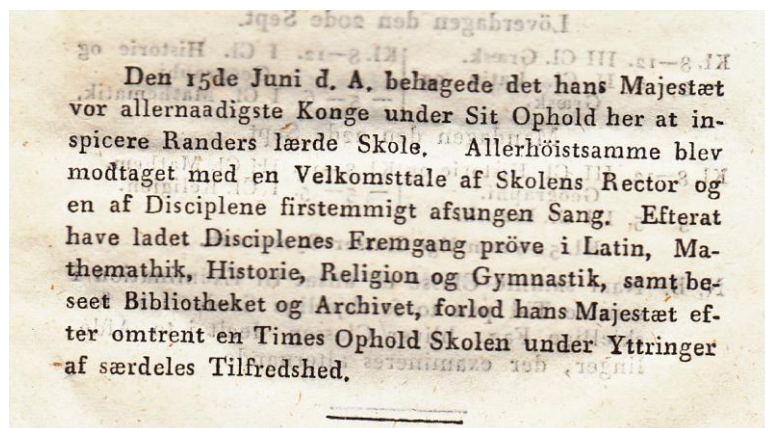 Den 15de Juni d. A. behagede det hans Majestæt
vor allernaadigste Konge under Sit Ophold her at in-
spicere Randers lærde Skole. Allerhöistsamme blev
modtaget med en Velkomsttale af Skolens Rector og
en af Disciplene firstemmigt afsungen Sang. Efterat
have ladet Disciplenes Fremgang pröve i Latin, Ma-
themathik, Historie, Religion og Gymnastik, samt be-
seet Bibliotheket og Archivet, forlod hans Majestæt ef-
ter omtrent en Times Ophold Skolen under Yttringer
af særdeles Tilfredshed.